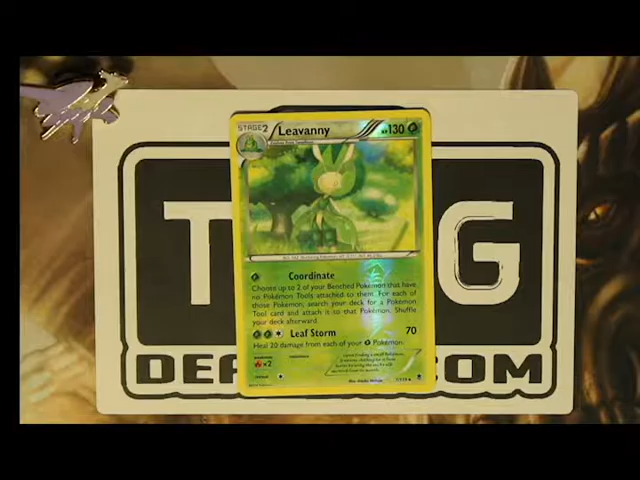 STAGE2
Leavanny
HP130
Coordinate
Choose up to 2 of your Benched Pokémon that have
no Pokémon Tools attached to them. For each of
those Pokémon, search your deck for a Pokémon
Tool card and attach it to that Pokémon. Shuffle
your deck afterward.
Leaf Storm 70
Heal 20 damage from each of your Pokémon.
×2
T G
DE .COM